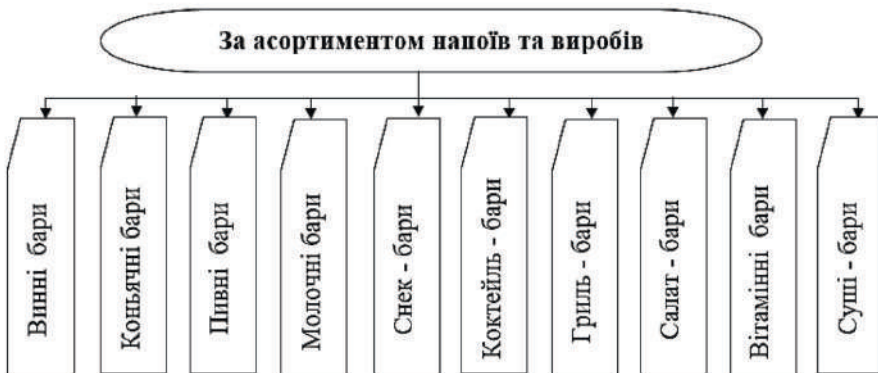 За асортиментом напоїв та виробів
Винні бари
Коньячні бари
Пивні бари
Молочні бари
Снек - бари
Коктейль - бари
Гриль - бари
Салат - бари
Вітамінні бари
Суші - бари